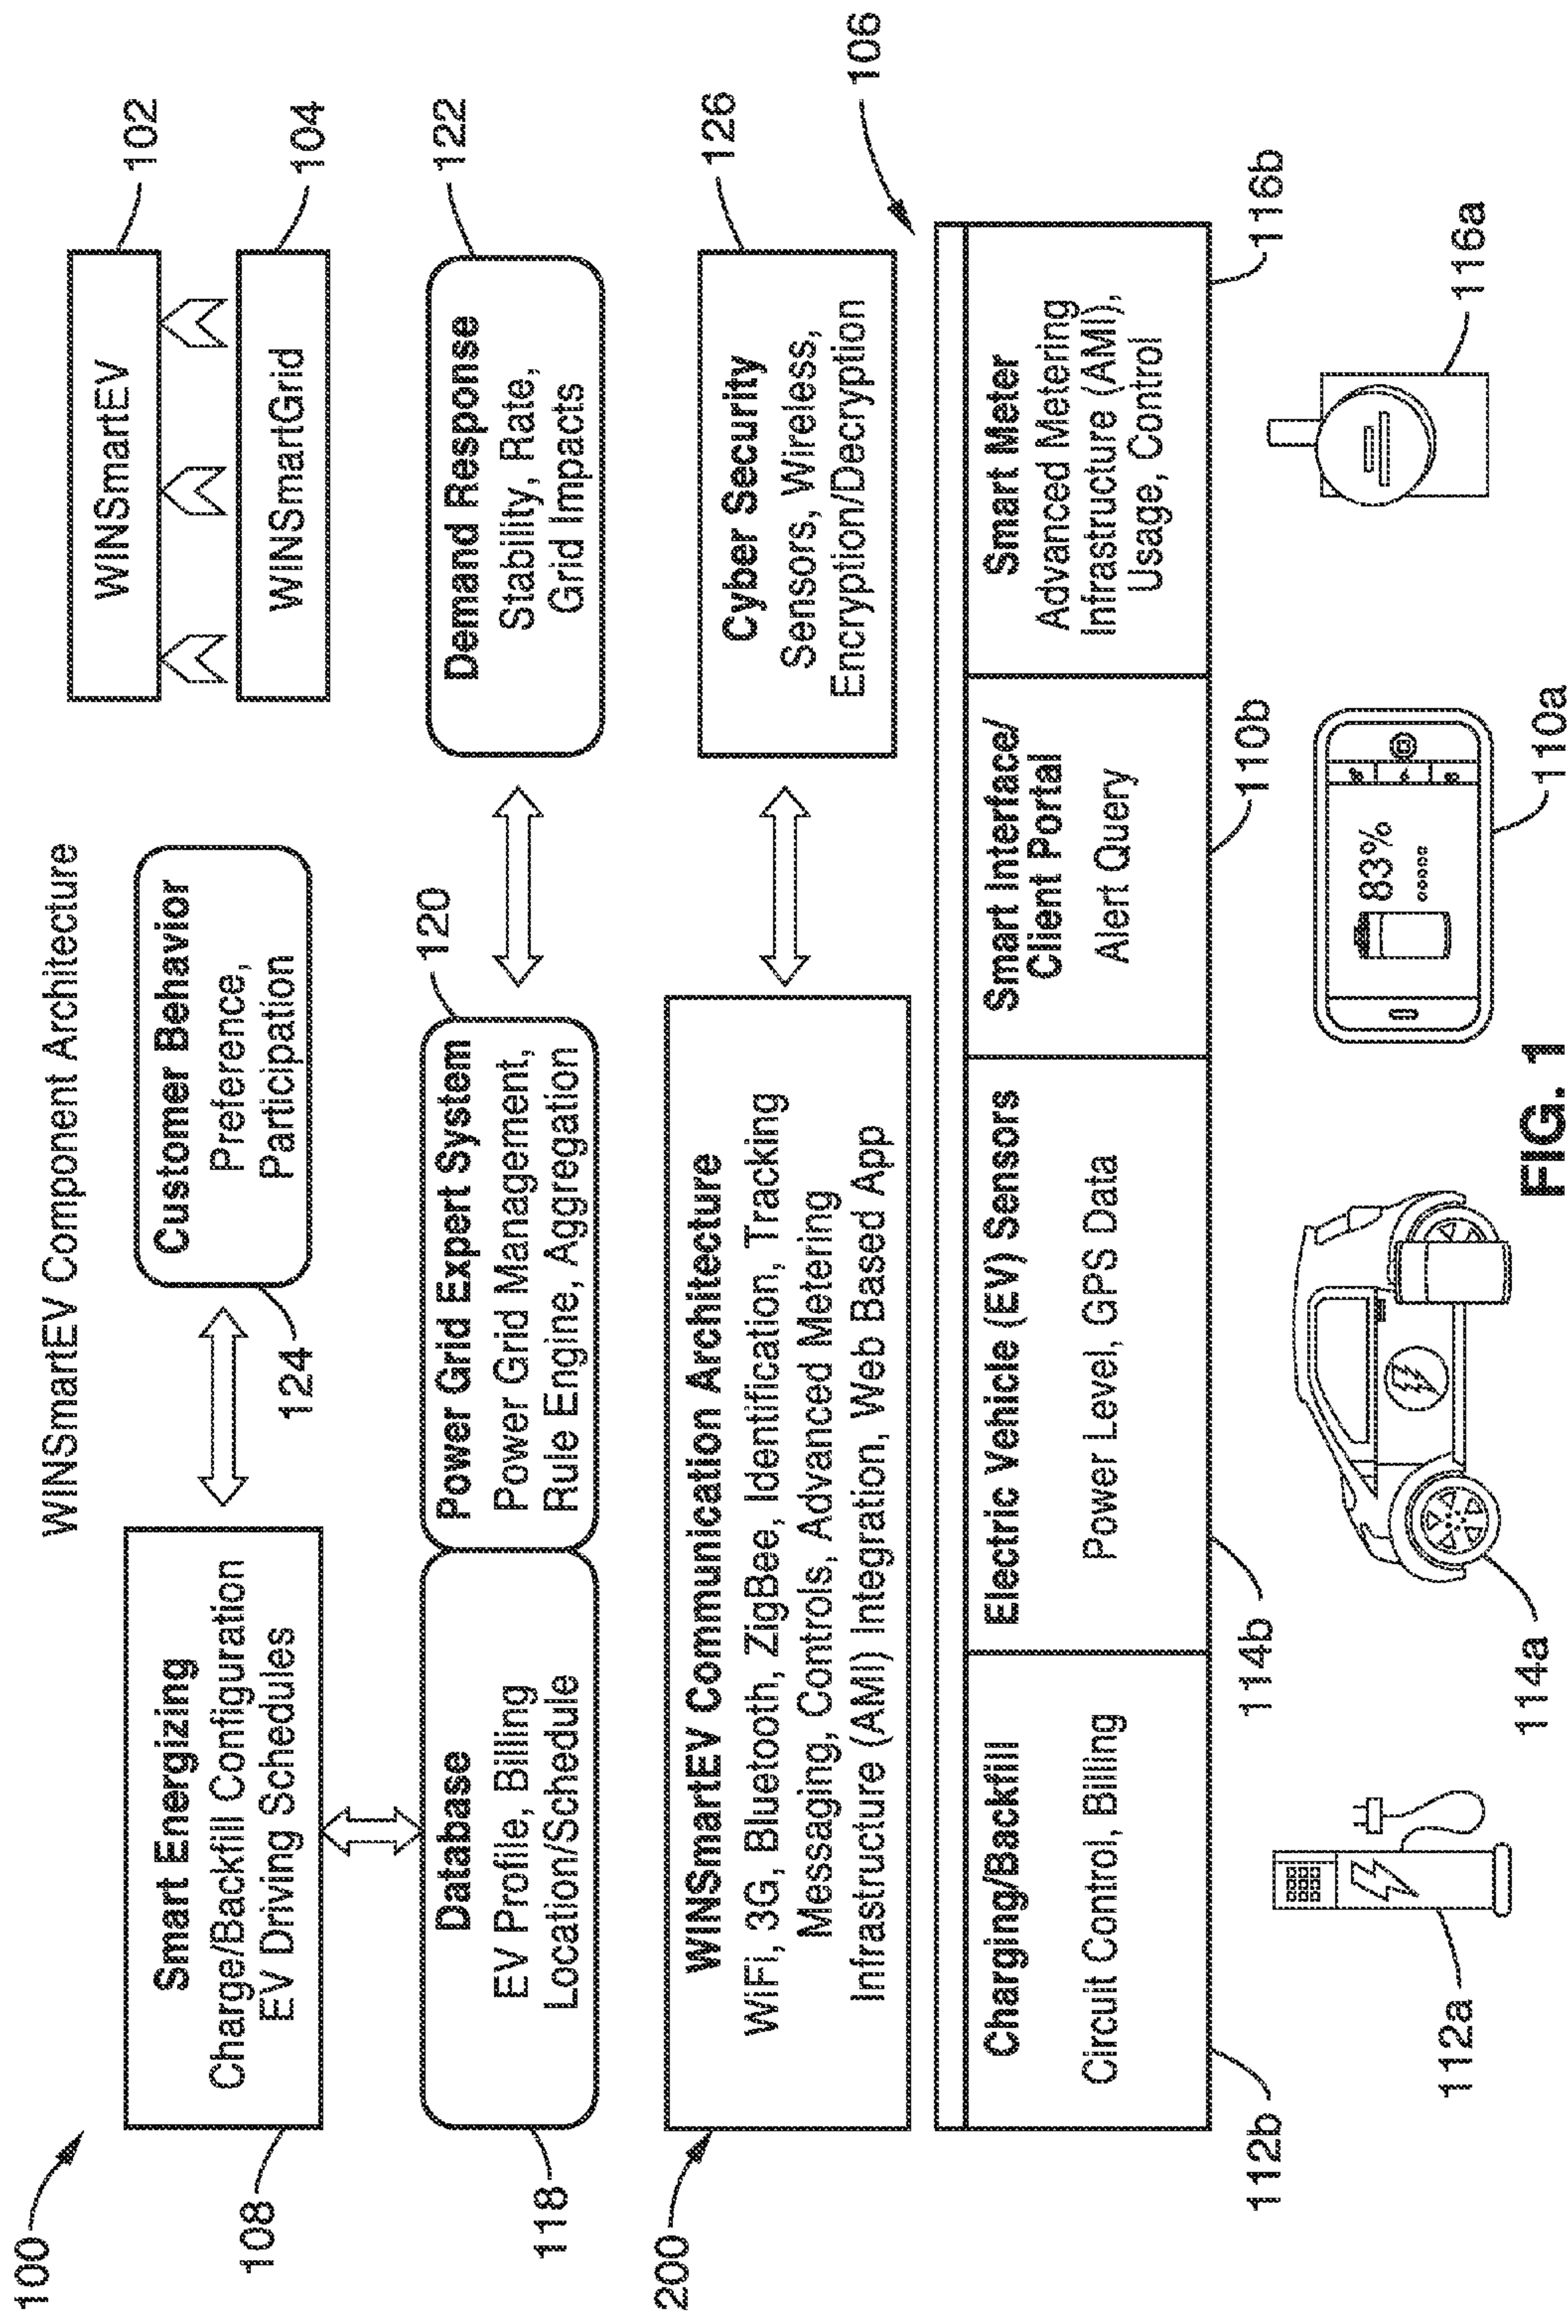 WINSmartEV Component Architecture
100
Smart Energizing
Charge/Backfill Configuration
EV Driving Schedules
108
Customer Behavior
Preference,
Participation
124
WINSmartEV
102
WINSmartGrid
104
Database
EV Profile, Billing
Location/Schedule
118
Power Grid Expert System
Power Grid Management,
Rule Engine, Aggregation
120
Demand Response
Stability, Rate,
Grid Impacts
122
200
WINSmartEV Communication Architecture
WiFi, 3G, Bluetooth, ZigBee, Identification, Tracking
Messaging, Controls, Advanced Metering
Infrastructure (AMI) Integration, Web Based App
Cyber Security
Sensors, Wireless,
Encryption/Decryption
126
106
Charging/Backfill
Circuit Control, Billing
112b
Electric Vehicle (EV) Sensors
Power Level, GPS Data
114b
Smart Interface/
Client Portal
Alert Query
110b
Smart Meter
Advanced Metering
Infrastructure (AMI),
Usage, Control
116b
112a
114a
83%
110a
116a
FIG. 1